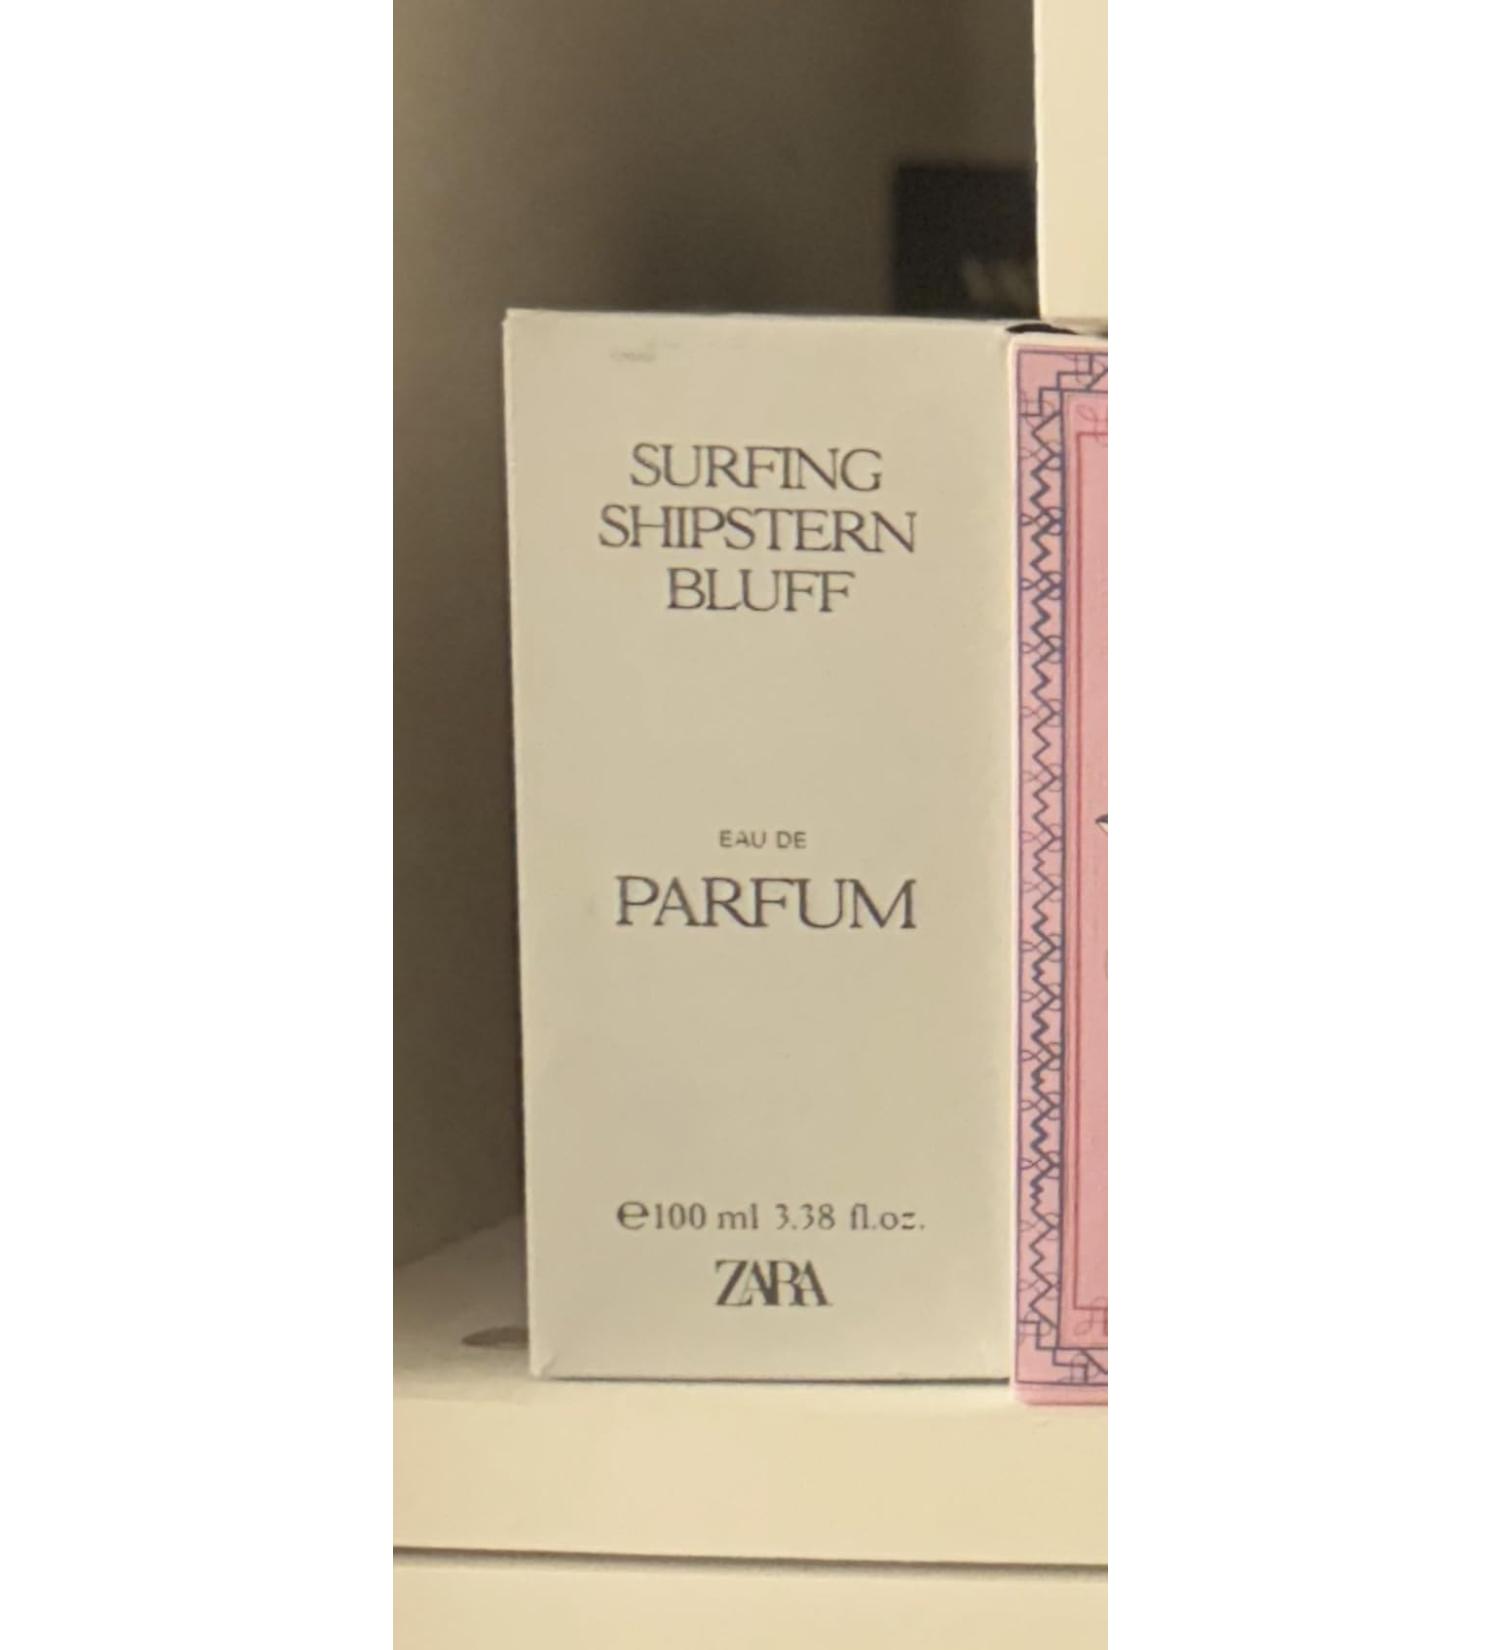 SURFING
SHIPSTERN
BLUFF
EAU DE
PARFUM
℮100 ml 3.38 fl.oz.
ZARA